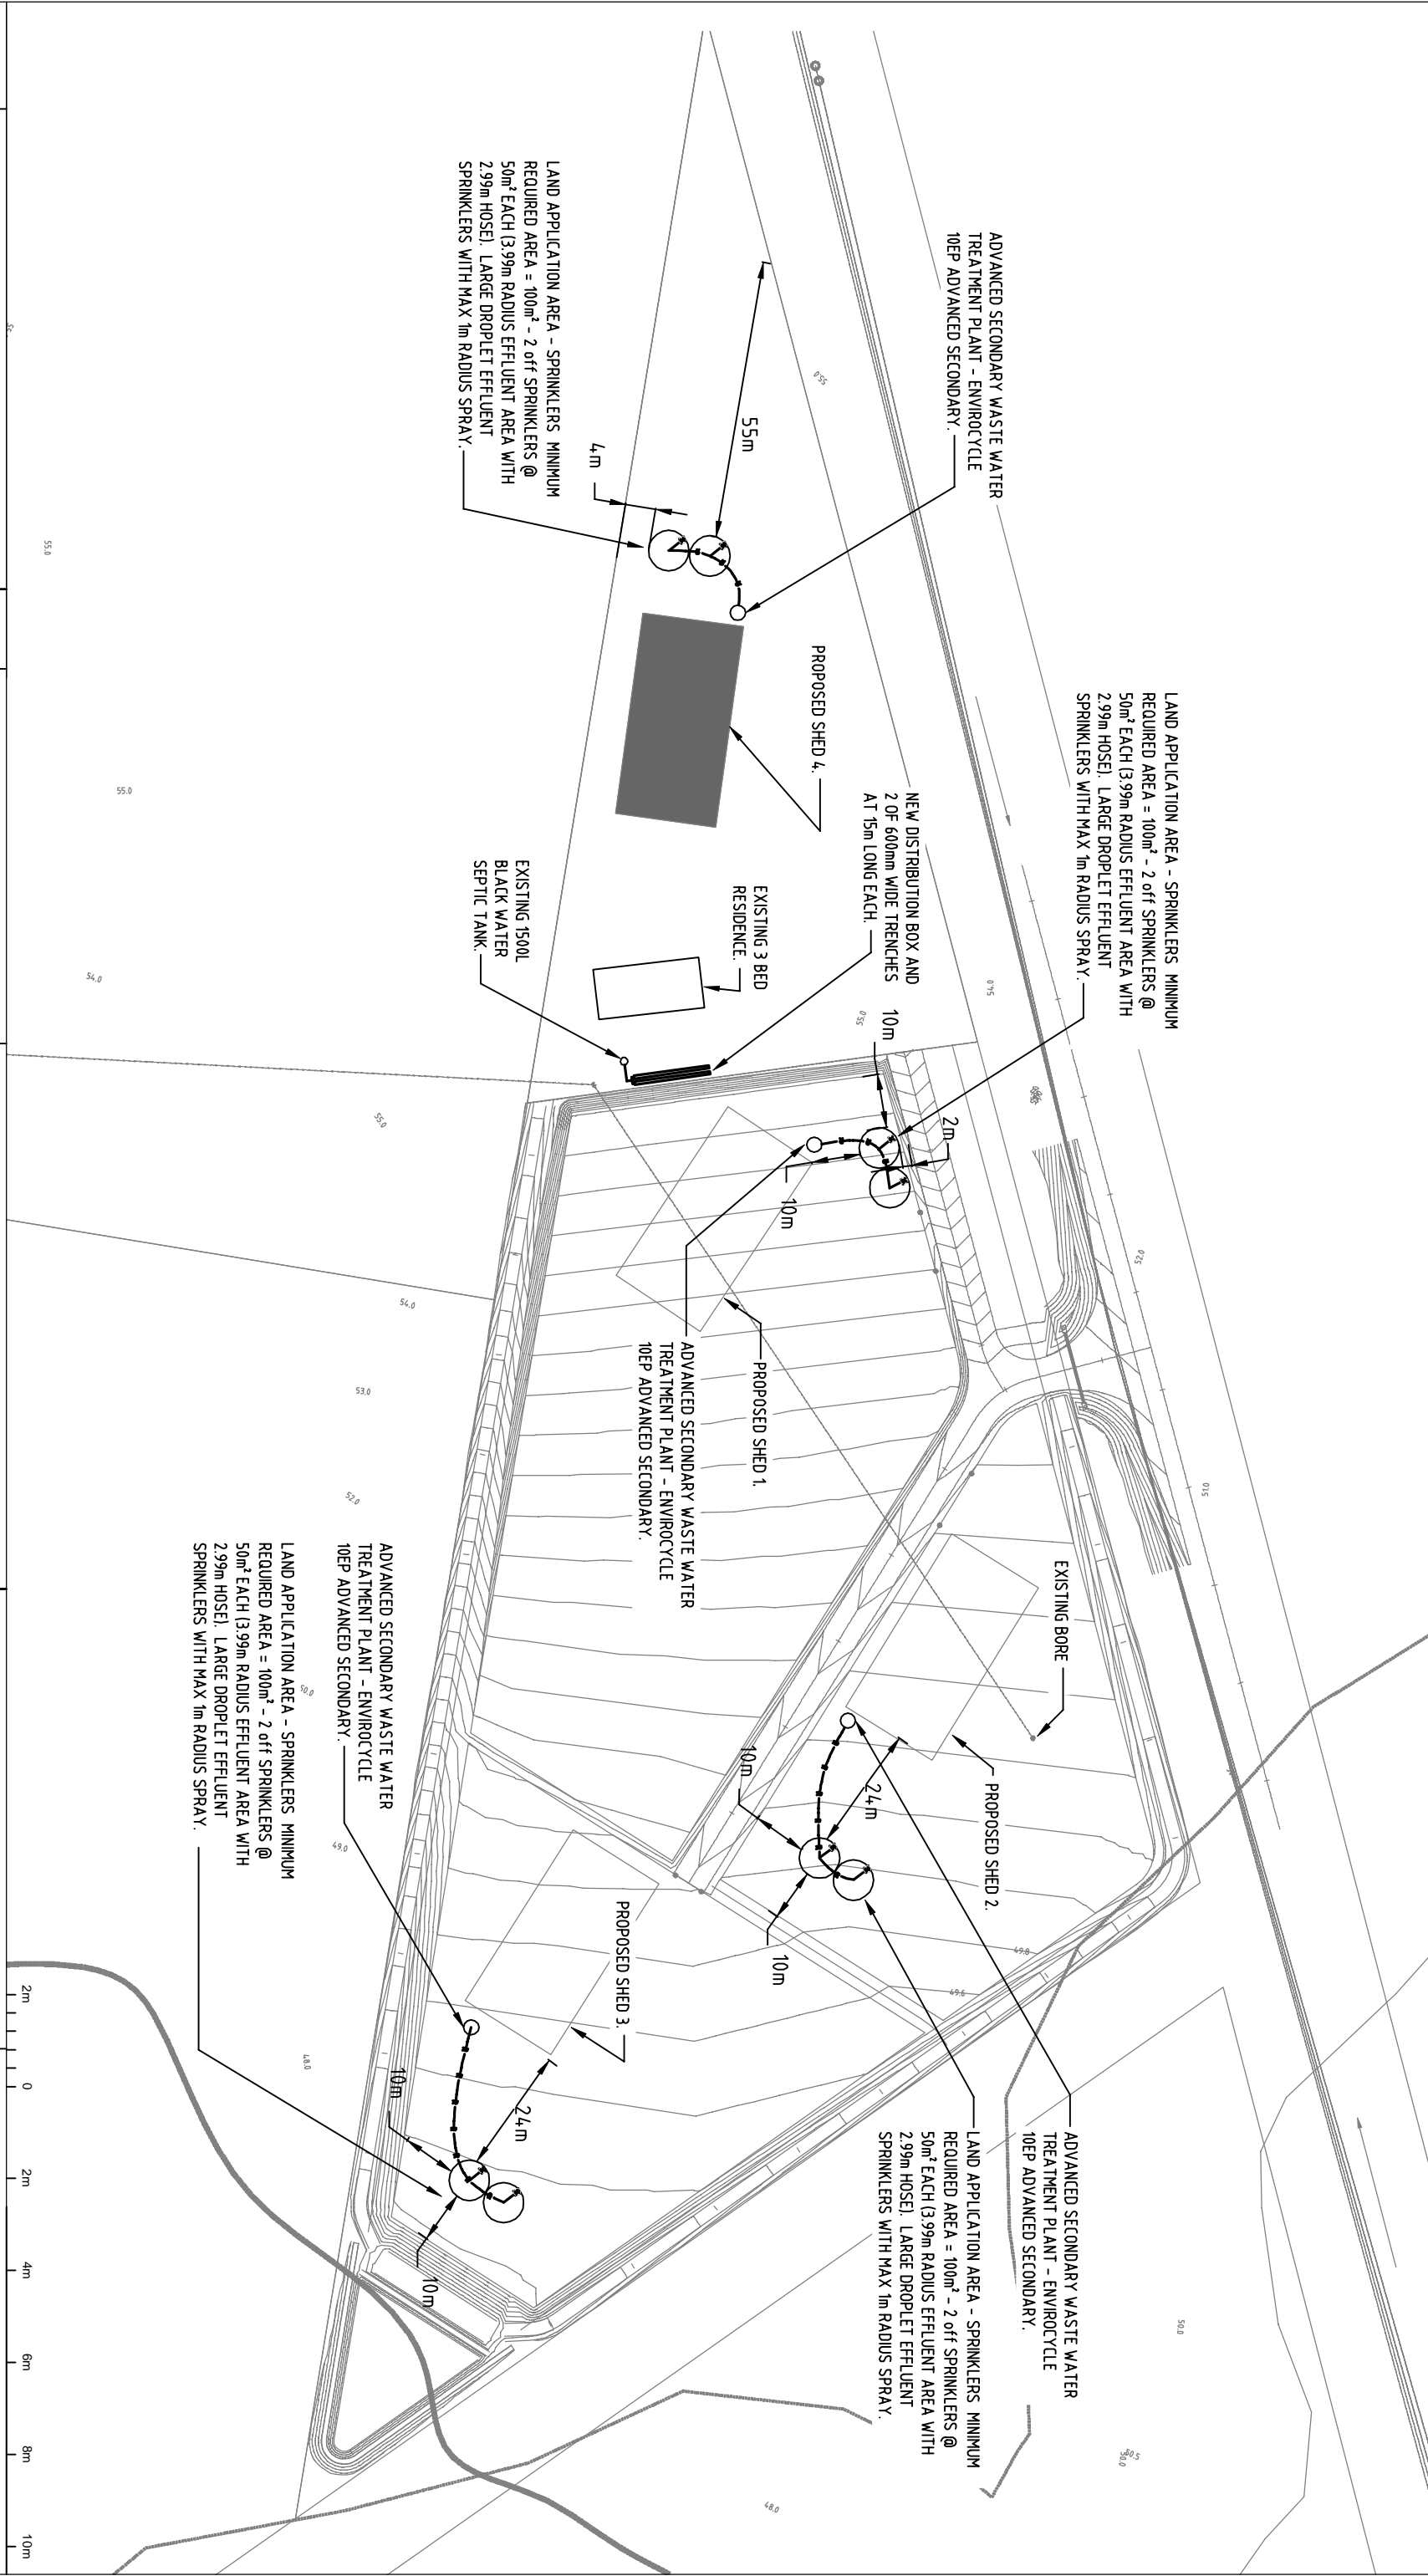 ADVANCED SECONDARY WASTE WATER
TREATMENT PLANT - ENVIROCYCLE
10EP ADVANCED SECONDARY.
LAND APPLICATION AREA - SPRINKLERS MINIMUM
REQUIRED AREA = 100m² - 2 off SPRINKLERS @
50m² EACH (3.99m RADIUS EFFLUENT AREA WITH
2.99m HOSE). LARGE DROPLET EFFLUENT
SPRINKLERS WITH MAX 1m RADIUS SPRAY.
55m
4m
LAND APPLICATION AREA - SPRINKLERS MINIMUM
REQUIRED AREA = 100m² - 2 off SPRINKLERS @
50m² EACH (3.99m RADIUS EFFLUENT AREA WITH
2.99m HOSE). LARGE DROPLET EFFLUENT
SPRINKLERS WITH MAX 1m RADIUS SPRAY.
PROPOSED SHED 4.
NEW DISTRIBUTION BOX AND
2 OF 600mm WIDE TRENCHES
AT 15m LONG EACH.
EXISTING 3 BED
RESIDENCE.
EXISTING 1500L
BLACK WATER
SEPTIC TANK.
10m
2m
10m
PROPOSED SHED 1.
ADVANCED SECONDARY WASTE WATER
TREATMENT PLANT - ENVIROCYCLE
10EP ADVANCED SECONDARY.
EXISTING BORE
PROPOSED SHED 2.
24m
10m
10m
ADVANCED SECONDARY WASTE WATER
TREATMENT PLANT - ENVIROCYCLE
10EP ADVANCED SECONDARY.
LAND APPLICATION AREA - SPRINKLERS MINIMUM
REQUIRED AREA = 100m² - 2 off SPRINKLERS @
50m² EACH (3.99m RADIUS EFFLUENT AREA WITH
2.99m HOSE). LARGE DROPLET EFFLUENT
SPRINKLERS WITH MAX 1m RADIUS SPRAY.
PROPOSED SHED 3.
24m
10m
10m
ADVANCED SECONDARY WASTE WATER
TREATMENT PLANT - ENVIROCYCLE
10EP ADVANCED SECONDARY.
LAND APPLICATION AREA - SPRINKLERS MINIMUM
REQUIRED AREA = 100m² - 2 off SPRINKLERS @
50m² EACH (3.99m RADIUS EFFLUENT AREA WITH
2.99m HOSE). LARGE DROPLET EFFLUENT
SPRINKLERS WITH MAX 1m RADIUS SPRAY.
55.0
55.0
55.0
54.0
54.0
55.0
55.0
54.0
53.0
52.0
52.0
51.0
50.0
49.0
48.0
49.8
49.6
50.0
50.5
50.0
48.0
2m
0
2m
4m
6m
8m
10m